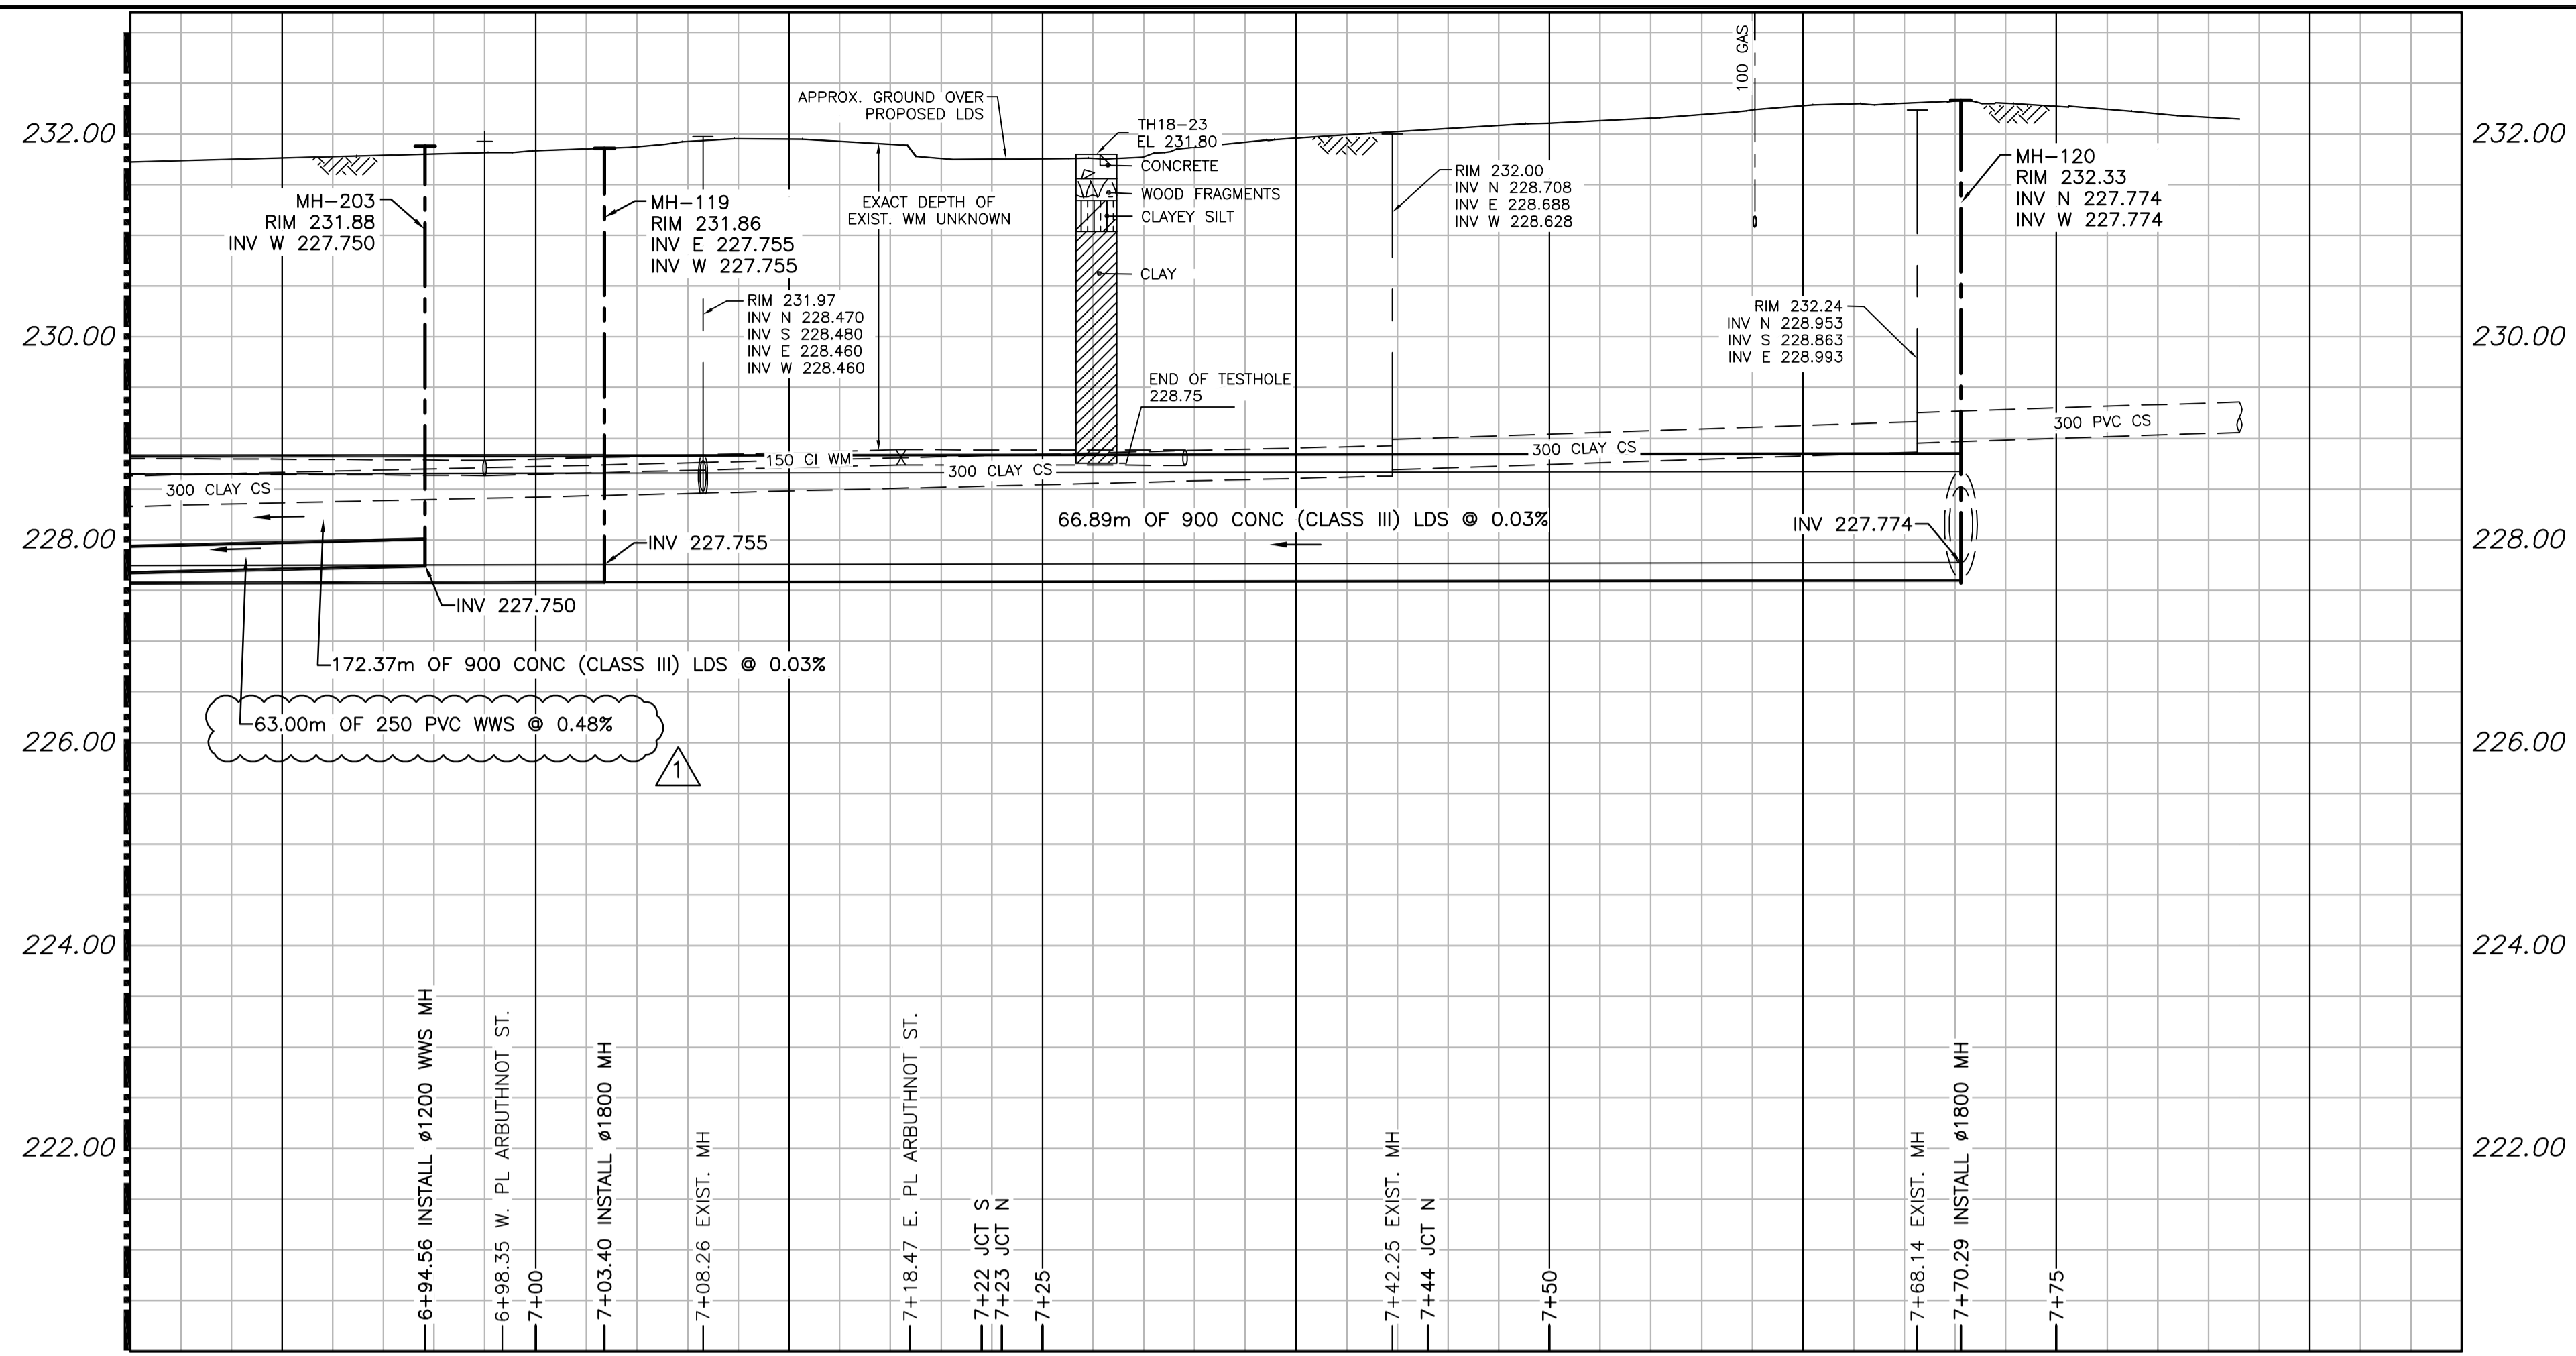 100 GAS
APPROX. GROUND OVER
PROPOSED LDS
TH18-23
EL 231.80
CONCRETE
WOOD FRAGMENTS
CLAYEY SILT
CLAY
END OF TESTHOLE
228.75
232.00
232.00
230.00
230.00
228.00
228.00
226.00
226.00
224.00
224.00
222.00
222.00
MH-203
RIM 231.88
INV W 227.750
MH-119
RIM 231.86
INV E 227.755
INV W 227.755
RIM 231.97
INV N 228.470
INV S 228.480
INV E 228.460
INV W 228.460
EXACT DEPTH OF
EXIST. WM UNKNOWN
RIM 232.00
INV N 228.708
INV E 228.688
INV W 228.628
RIM 232.24
INV N 228.953
INV S 228.863
INV E 228.993
MH-120
RIM 232.33
INV N 227.774
INV W 227.774
300 CLAY CS
150 CI WM
300 CLAY CS
300 CLAY CS
300 PVC CS
66.89m OF 900 CONC (CLASS III) LDS @ 0.03%
INV 227.774
INV 227.755
INV 227.750
172.37m OF 900 CONC (CLASS III) LDS @ 0.03%
63.00m OF 250 PVC WWS @ 0.48%
1
6+94.56 INSTALL ø1200 WWS MH
6+98.35 W. PL ARBUTHNOT ST.
7+00
7+03.40 INSTALL ø1800 MH
7+08.26 EXIST. MH
7+18.47 E. PL ARBUTHNOT ST.
7+22 JCT S
7+23 JCT N
7+25
7+42.25 EXIST. MH
7+44 JCT N
7+50
7+68.14 EXIST. MH
7+70.29 INSTALL ø1800 MH
7+75